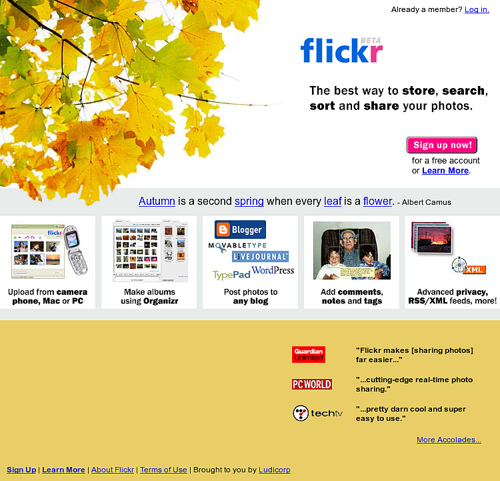 Already a member? Log in.
flickr BETA
The best way to store, search,
sort and share your photos.
Sign up now!
for a free account
or Learn More.
Autumn is a second spring when every leaf is a flower. - Albert Camus
flickr
Blogger
MOVABLETYPE
LIVEJOURNAL
TypePad WordPress
XML
Upload from camera
phone, Mac or PC
Make albums
using Organizr
Post photos to
any blog
Add comments,
notes and tags
Advanced privacy,
RSS/XML feeds, more!
Guardian
Unlimited
"Flickr makes [sharing photos]
far easier..."
PC WORLD
"...cutting-edge real-time photo
sharing."
techtv
"...pretty darn cool and super
easy to use."
More Accolades...
Sign Up | Learn More | About Flickr | Terms of Use | Brought to you by Ludicorp